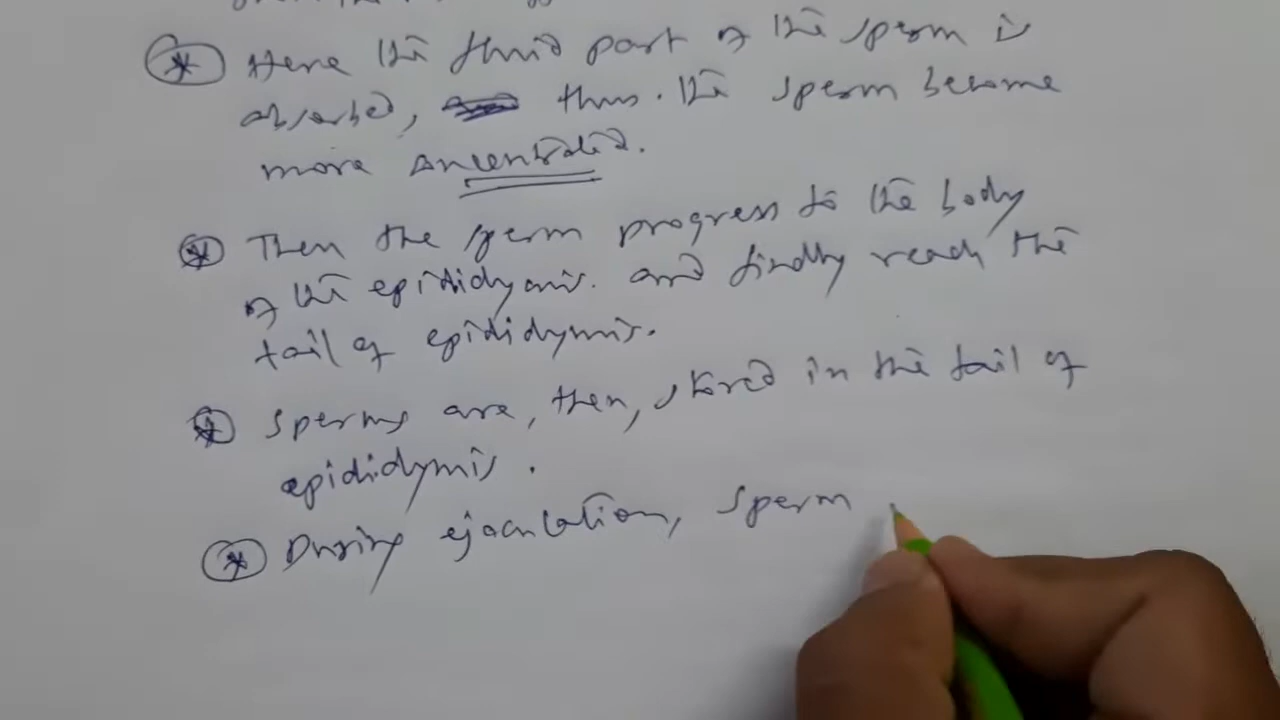 * Here the fluid part of the sperm is
absorbed, thus. the sperm become
more concentrated.
* Then the sperm progress to the body
of the epididymis. and finally reach the
tail of epididymis.
* Sperms are, then, stored in the tail of
epididymis.
* During ejaculation, sperm